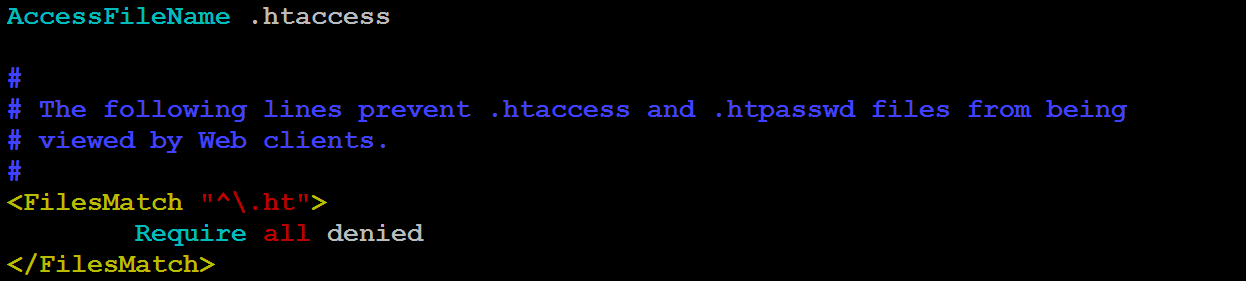 AccessFileName .htaccess
#
# The following lines prevent .htaccess and .htpasswd files from being
# viewed by Web clients.
#
<FilesMatch "^\.ht">
Require all denied
</FilesMatch>